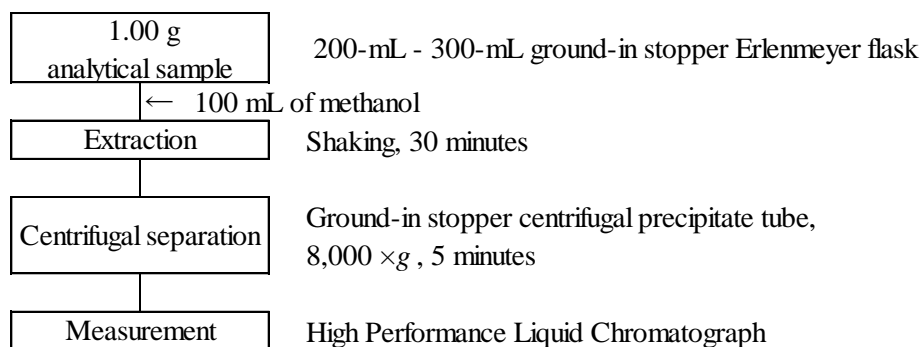 1.00 g
analytical sample
200-mL - 300-mL ground-in stopper Erlenmeyer flask
← 100 mL of methanol
Extraction
Shaking, 30 minutes
Centrifugal separation
Ground-in stopper centrifugal precipitate tube,
8,000 ×g , 5 minutes
Measurement
High Performance Liquid Chromatograph